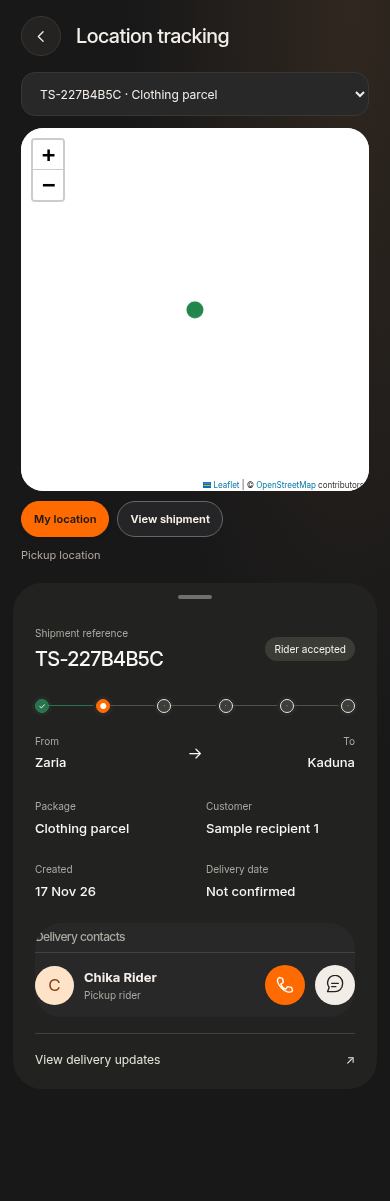 Location tracking
TS-227B4B5C · Clothing parcel
+
−
Leaflet | © OpenStreetMap contributors
My location
View shipment
Pickup location
Shipment reference
TS-227B4B5C
Rider accepted
From
To
Zaria
→
Kaduna
Package
Customer
Clothing parcel
Sample recipient 1
Created
Delivery date
17 Nov 26
Not confirmed
Delivery contacts
C
Chika Rider
Pickup rider
View delivery updates